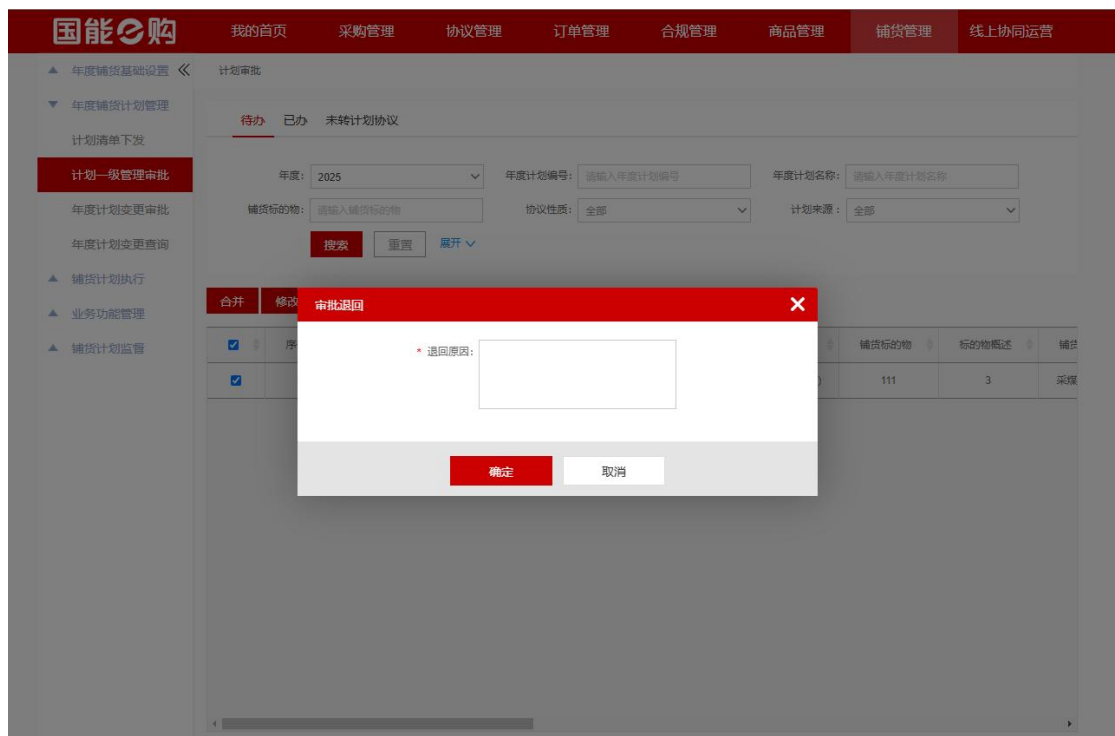 国能e购 我的首页 采购管理 协议管理 订单管理 合规管理 商品管理 铺货管理 线上协同运营
年度铺货基础设置 计划审批
年度铺货计划管理
待办 已办 未转计划协议
计划清单下发
计划一级管理审批 年度: 2025 年度计划编号: 请输入年度计划编号 年度计划名称: 请输入年度计划名称
年度计划变更审批 铺货标的物: 请输入铺货标的物 协议性质: 全部 计划来源: 全部
年度计划变更查询 搜索 重置 展开
铺货计划执行
合并 修改 审批退回
业务功能管理
铺货计划监督 序 * 退回原因: 铺货标的物 标的物概述 铺货
111 3 采煤
确定 取消